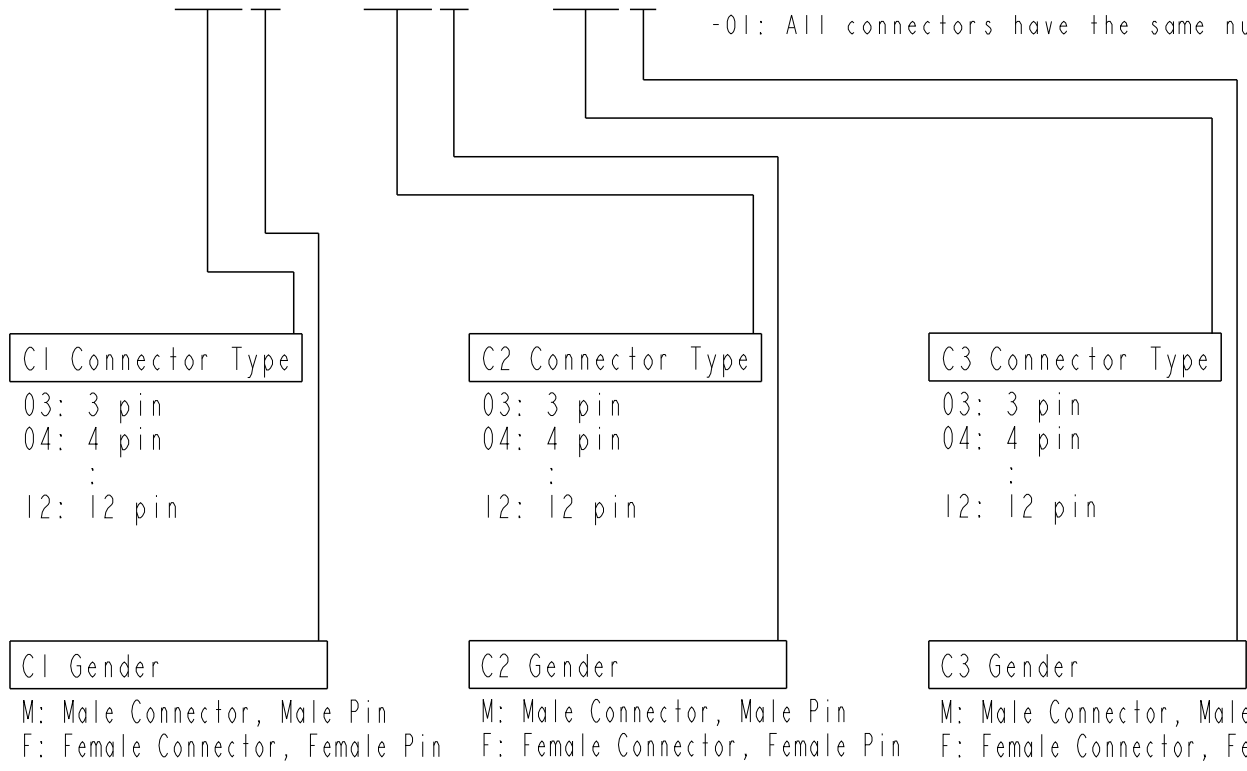 -01: All connectors have the same
C1 Connector Type
03: 3 pin
04: 4 pin
:
12: 12 pin
C2 Connector Type
03: 3 pin
04: 4 pin
:
12: 12 pin
C3 Connector Type
03: 3 pin
04: 4 pin
:
12: 12 pin
C1 Gender
M: Male Connector, Male Pin
F: Female Connector, Female Pin
C2 Gender
M: Male Connector, Male Pin
F: Female Connector, Female Pin
C3 Gender
M: Male Connector, Male
F: Female Connector,